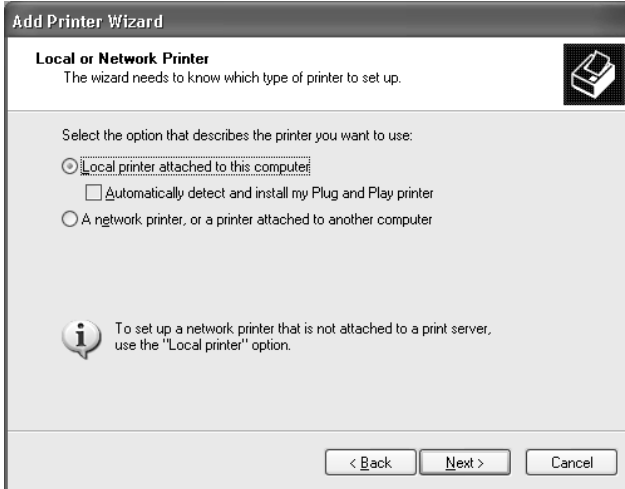 Add Printer Wizard
Local or Network Printer
The wizard needs to know which type of printer to set up.
Select the option that describes the printer you want to use:
Local printer attached to this computer
Automatically detect and install my Plug and Play printer
A network printer, or a printer attached to another computer
To set up a network printer that is not attached to a print server,
use the "Local printer" option.
< Back
Next >
Cancel